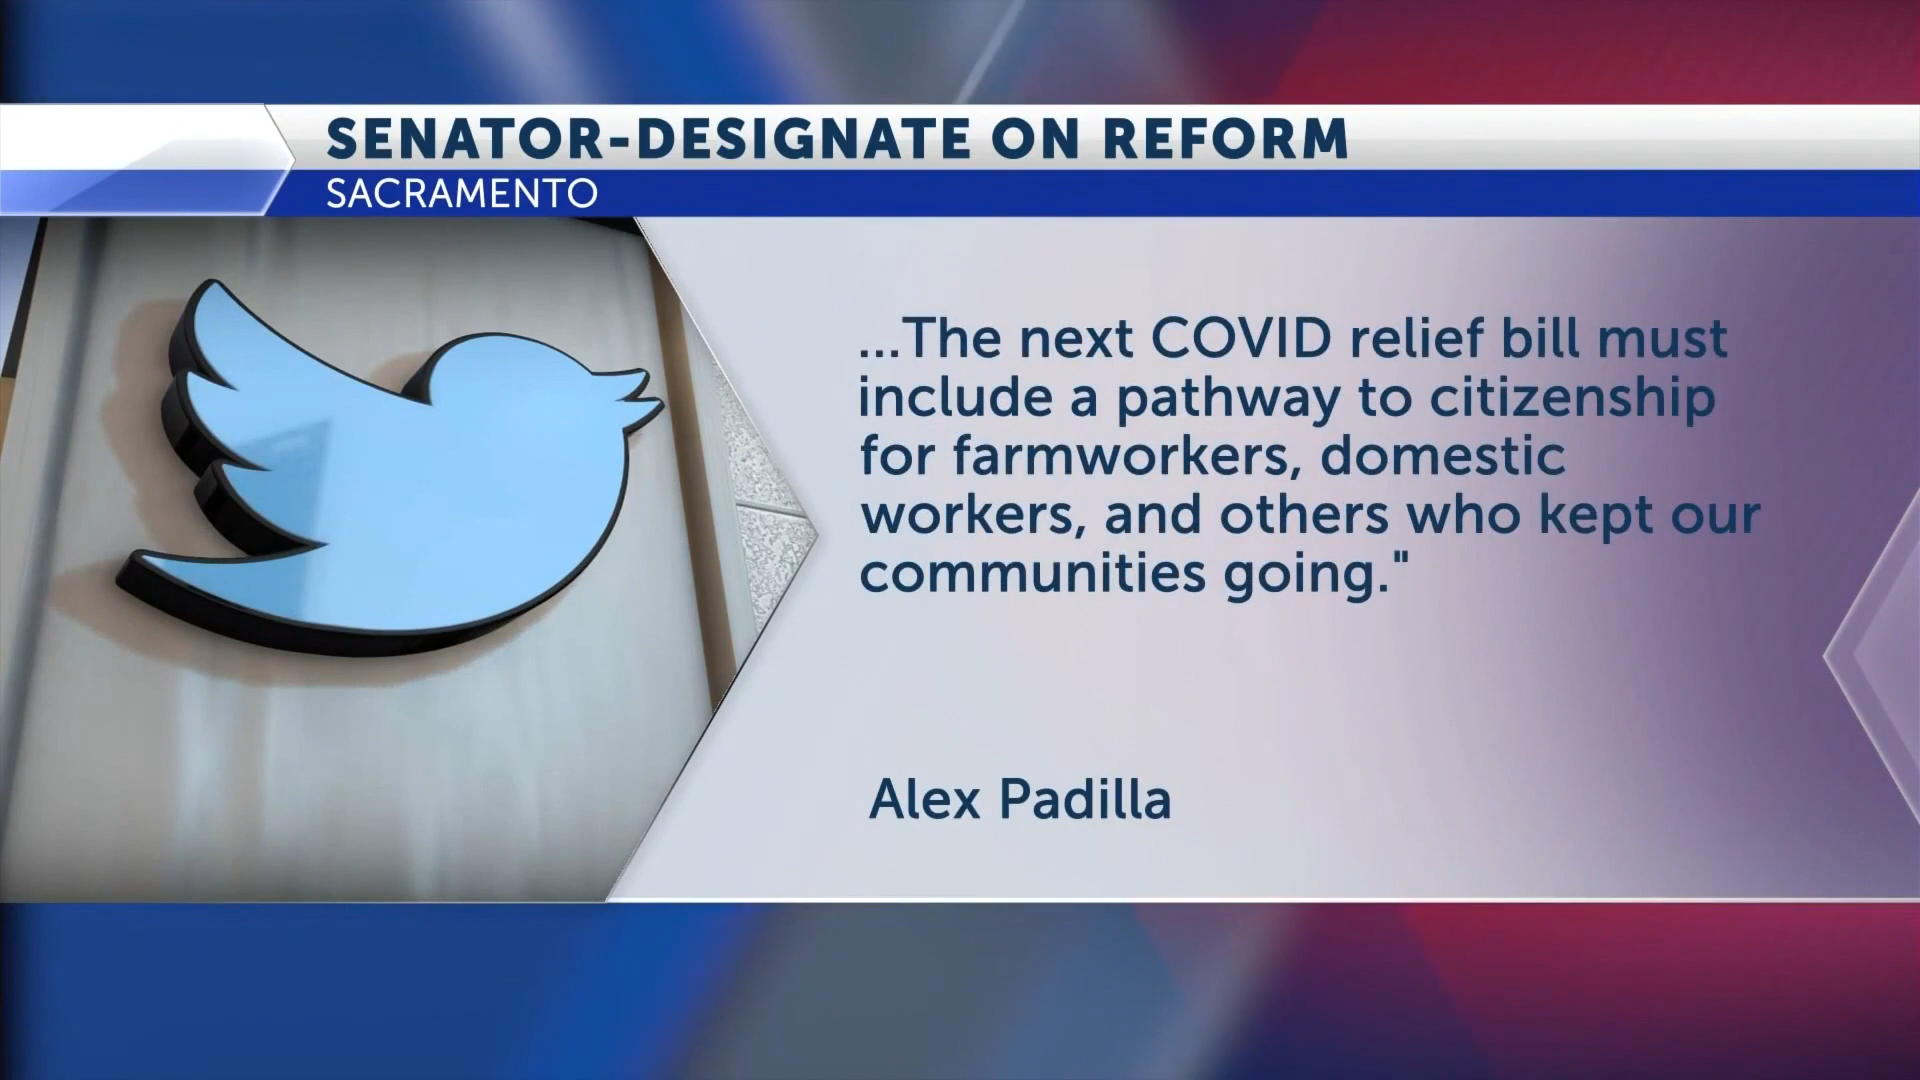 SENATOR-DESIGNATE ON REFORM
SACRAMENTO
...The next COVID relief bill must
include a pathway to citizenship
for farmworkers, domestic
workers, and others who kept our
communities going."
Alex Padilla